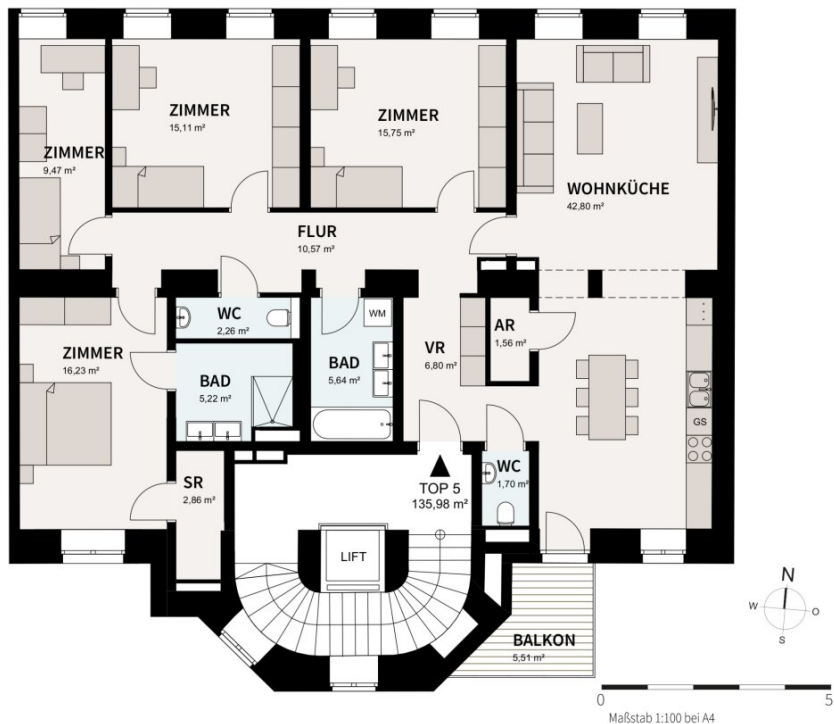 ZIMMER
9,47 m²
ZIMMER
15,11 m²
ZIMMER
15,75 m²
WOHNKÜCHE
42,80 m²
FLUR
10,57 m²
ZIMMER
16,23 m²
WC
2,26 m²
BAD
5,22 m²
BAD
5,64 m²
WM
VR
6,80 m²
AR
1,56 m²
GS
SR
2,86 m²
WC
1,70 m²
TOP 5
135,98 m²
LIFT
BALKON
5,51 m²
N
W
O
S
0
5
Maßstab 1:100 bei A4